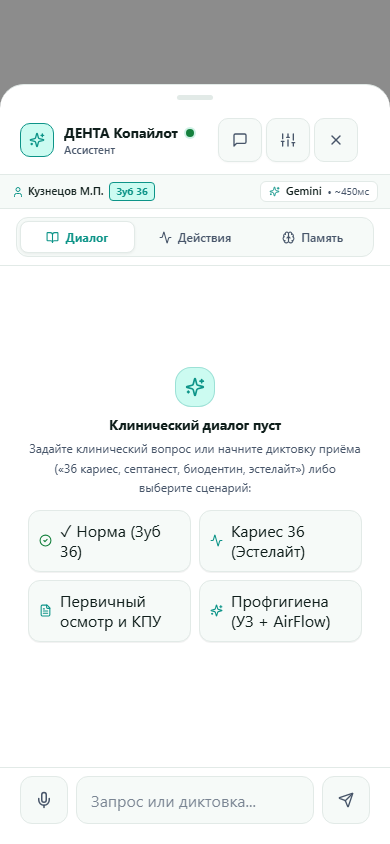 ДЕНТА Копайлот
Ассистент
Кузнецов М.П.
Зуб 36
Gemini • ~450мс
Диалог
Действия
Память
Клинический диалог пуст
Задайте клинический вопрос или начните диктовку приёма
(«36 кариес, септанест, биодентин, эстелайт») либо
выберите сценарий:
✓ Норма (Зуб
36)
Кариес 36
(Эстелайт)
Первичный
осмотр и КПУ
Профгигиена
(УЗ + AirFlow)
Запрос или диктовка...